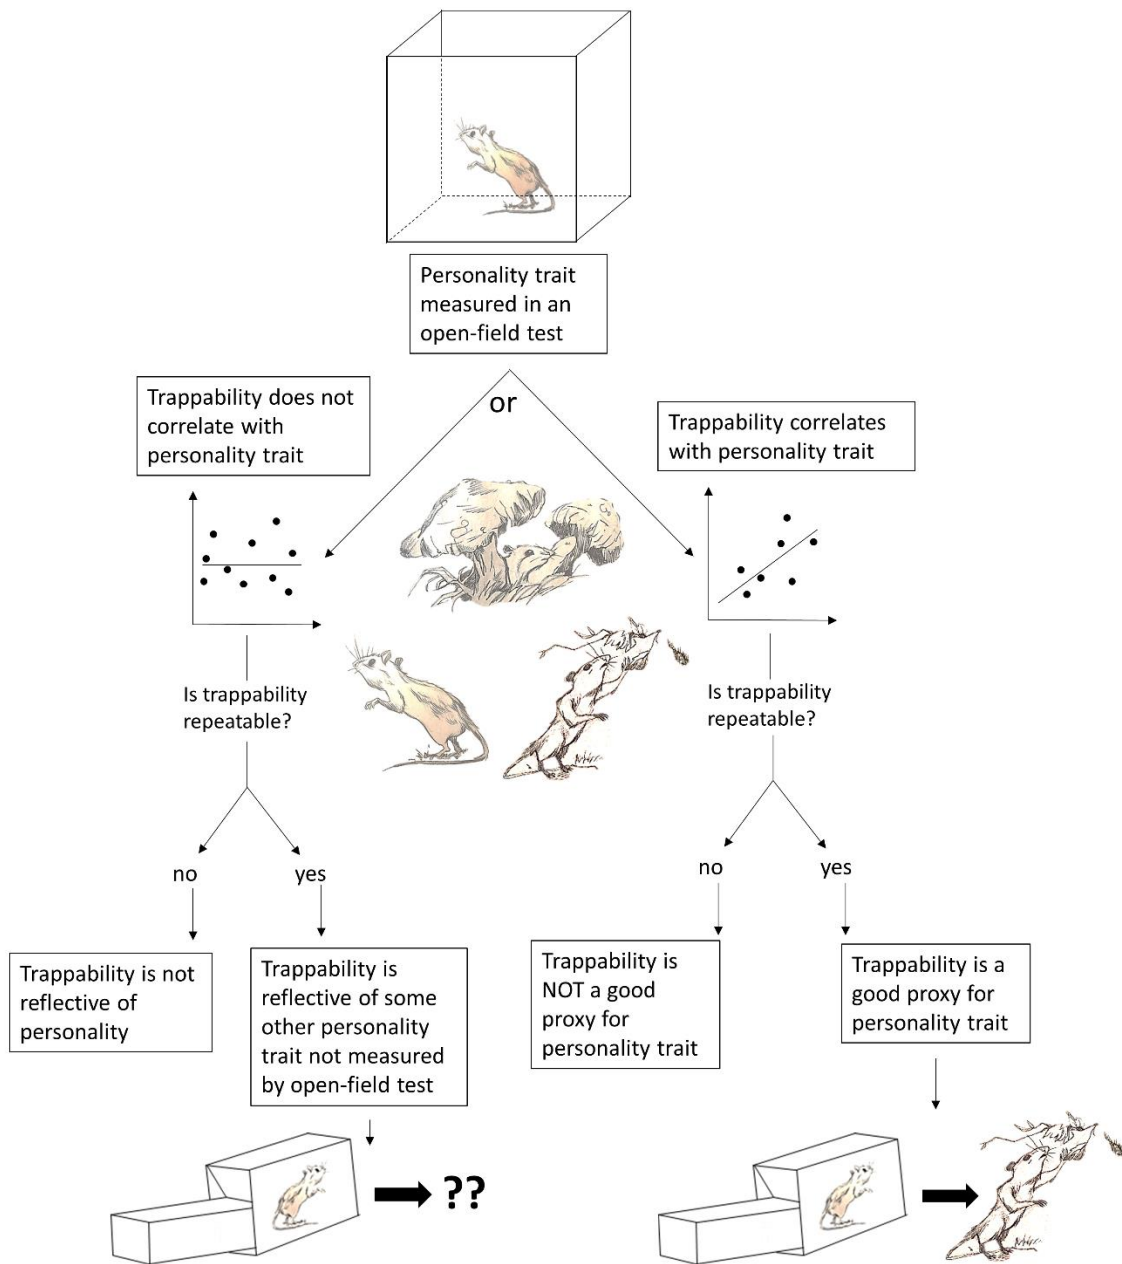 Personality trait
measured in an
open-field test
or
Trappability does not
correlate with
personality trait
Trappability correlates
with personality trait
Is trappability
repeatable?
Is trappability
repeatable?
no
yes
no
yes
Trappability is not
reflective of
personality
Trappability is
reflective of some
other personality
trait not measured
by open-field test
Trappability is
NOT a good
proxy for
personality trait
Trappability is a
good proxy for
personality trait
??